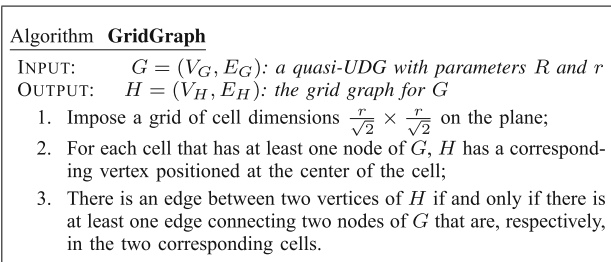 Algorithm GridGraph
INPUT: G = (V_G, E_G): a quasi-UDG with parameters R and r
OUTPUT: H = (V_H, E_H): the grid graph for G
1. Impose a grid of cell dimensions r/√2 × r/√2 on the plane;
2. For each cell that has at least one node of G, H has a correspond-
ing vertex positioned at the center of the cell;
3. There is an edge between two vertices of H if and only if there is
at least one edge connecting two nodes of G that are, respectively,
in the two corresponding cells.